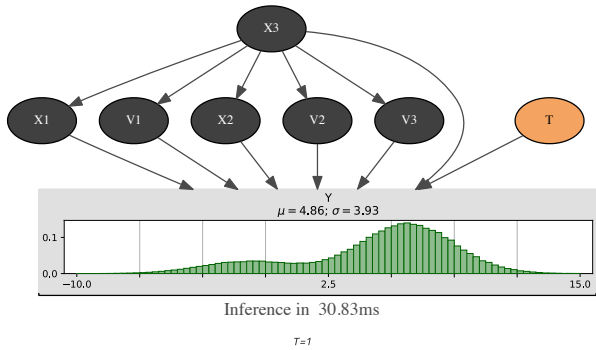 X3
X1 V1 X2 V2 V3 T
Y
μ = 4.86; σ = 3.93
0.1
0.0
−10.0 2.5 15.0
Inference in 30.83ms
T=1